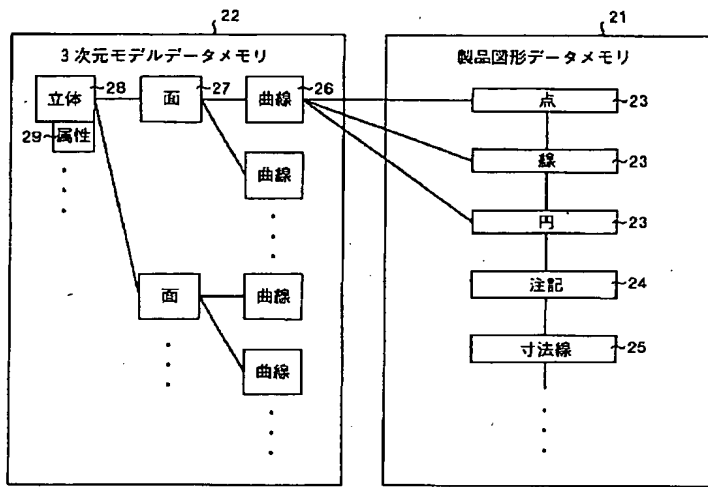 22
3次元モデルデータメモリ
立体 28
面 27
曲線 26
29 属性
曲線
面
曲線
曲線
21
製品図形データメモリ
点 23
線 23
円 23
注記 24
寸法線 25